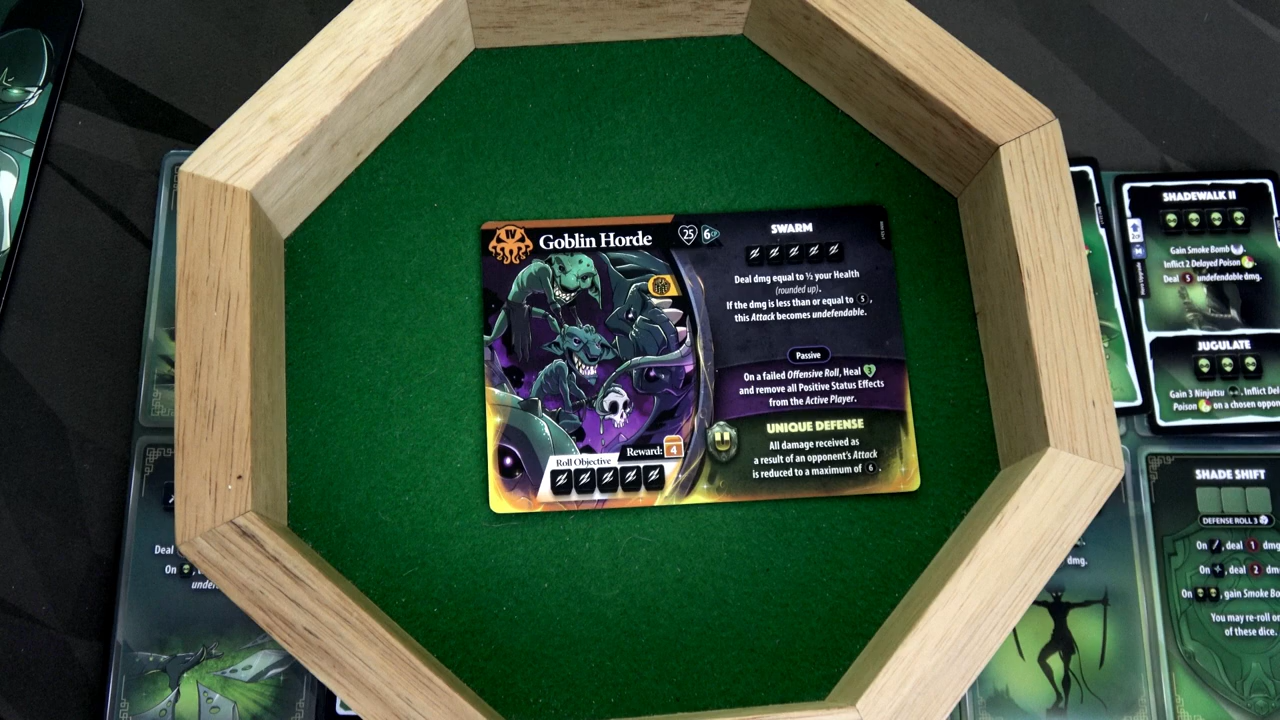 IV
Goblin Horde
25
6 CP
SWARM
Deal dmg equal to ½ your Health
(rounded up).
If the dmg is less than or equal to 5,
this Attack becomes undefendable.
Passive
On a failed Offensive Roll, Heal 3
and remove all Positive Status Effects
from the Active Player.
UNIQUE DEFENSE
U
All damage received as
a result of an opponent's Attack
is reduced to a maximum of 6.
Reward: 4
Roll Objective
SHADEWALK II
Gain Smoke Bomb
Inflict 2 Delayed Poison
Deal 5 undefendable dmg.
2CP
Hero Upgrade
JUGULATE
Gain 3 Ninjutsu , Inflict
Poison on a chosen
SHADE SHIFT
DEFENSE ROLL 3
On , deal 1 dmg
On , deal 2
On , gain Smoke
You may re-roll
of these dice.
dmg.
Deal
On